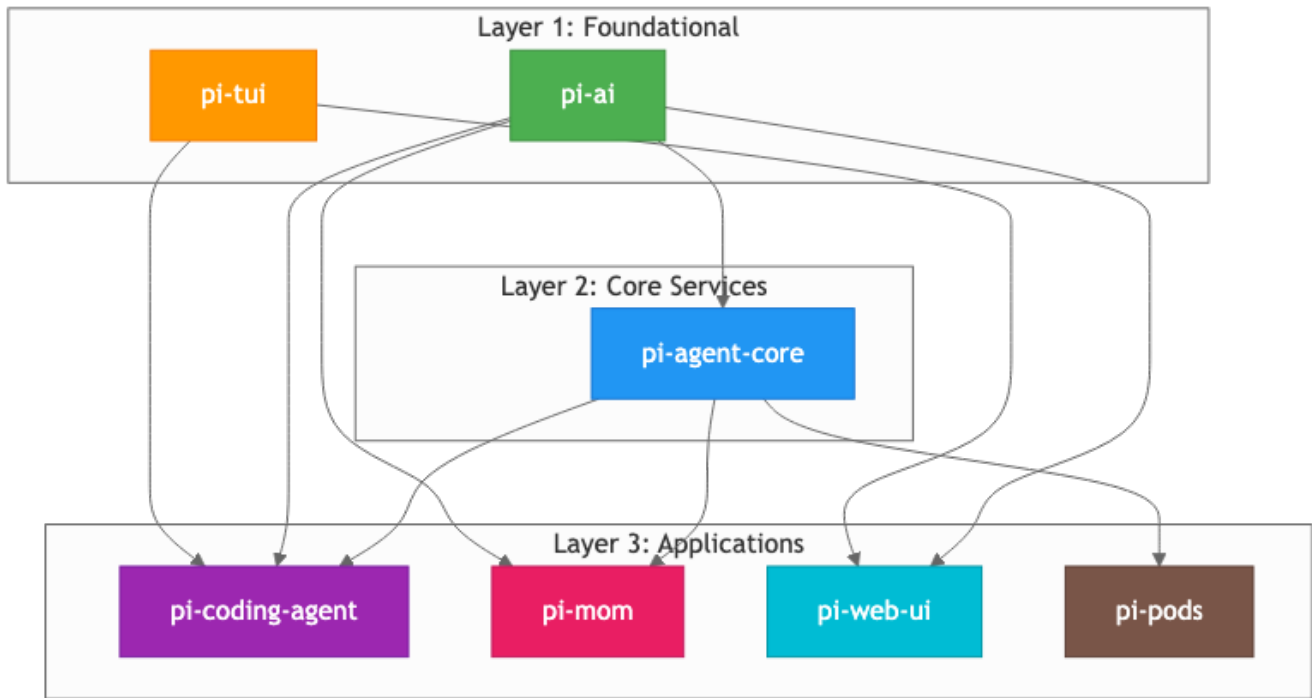 Layer 1: Foundational
pi-tui
pi-ai
Layer 2: Core Services
pi-agent-core
Layer 3: Applications
pi-coding-agent
pi-mom
pi-web-ui
pi-pods